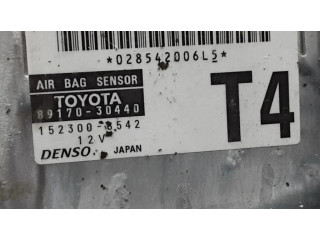 *028542006L5*
AIR BAG SENSOR
TOYOTA
89170-30440
152300-8542
12V
DENSO JAPAN
T4